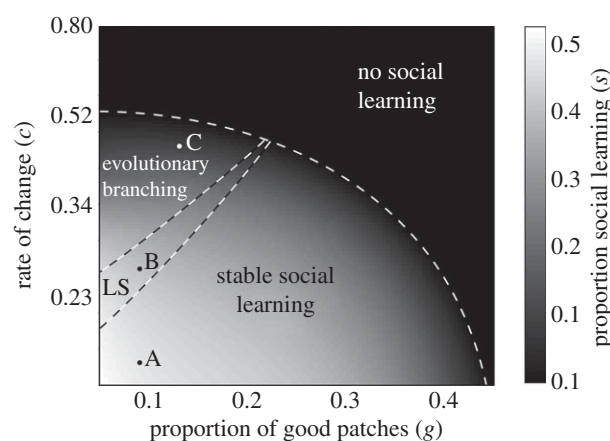 0.80
0.52
0.34
0.23
rate of change (c)
no social
learning
C
evolutionary
branching
B
LS
stable social
learning
A
0.1
0.2
0.3
0.4
proportion of good patches (g)
0.5
0.4
0.3
0.2
0.1
0.1
proportion social learning (s)